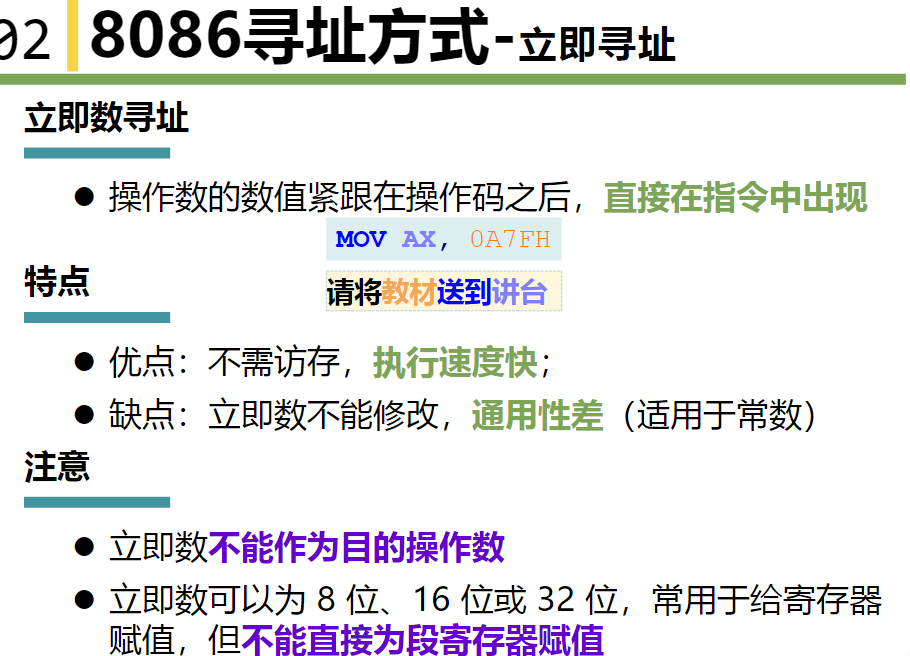 02 8086寻址方式-立即寻址
立即数寻址
● 操作数的数值紧跟在操作码之后，直接在指令中出现
MOV AX, 0A7FH
请将教材送到讲台
特点
● 优点：不需访存，执行速度快；
● 缺点：立即数不能修改，通用性差（适用于常数）
注意
● 立即数不能作为目的操作数
● 立即数可以为 8 位、16 位或 32 位，常用于给寄存器
赋值，但不能直接为段寄存器赋值